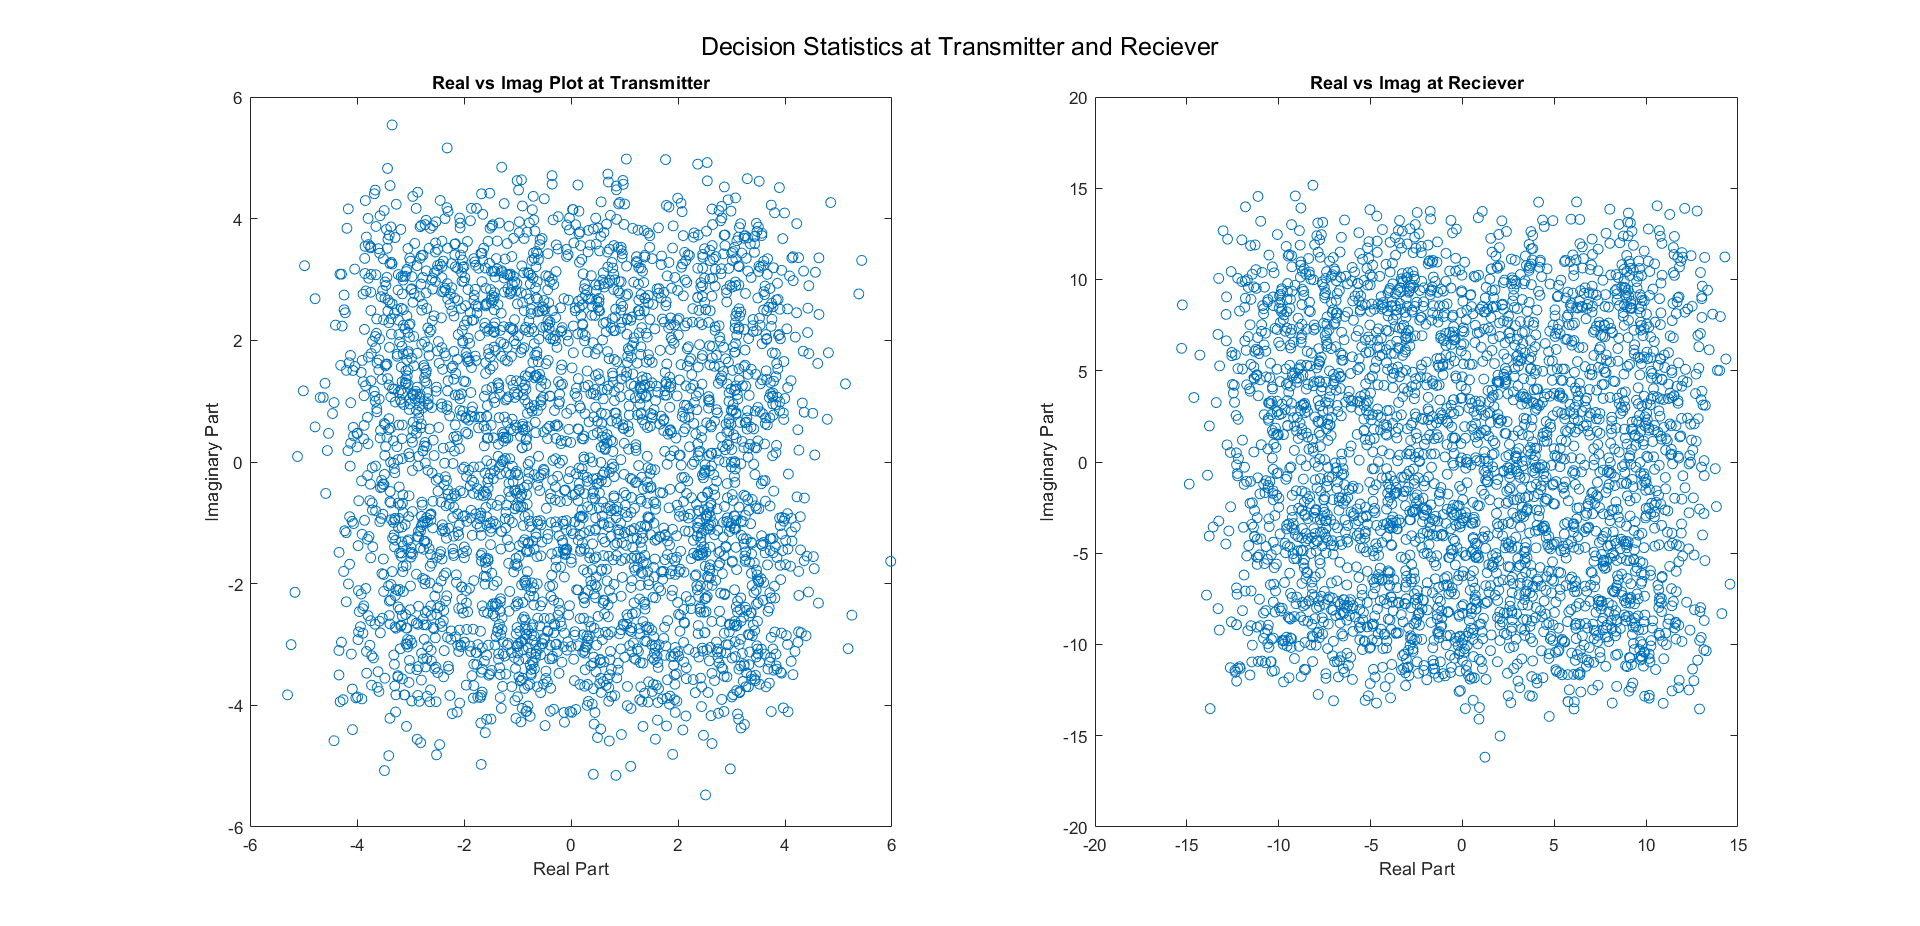 Decision Statistics at Transmitter and Reciever
Real vs Imag Plot at Transmitter
6
4
2
0
-2
-4
-6
Imaginary Part
-6 -4 -2 0 2 4 6
Real Part
Real vs Imag at Reciever
20
15
10
5
0
-5
-10
-15
-20
Imaginary Part
-20 -15 -10 -5 0 5 10 15
Real Part